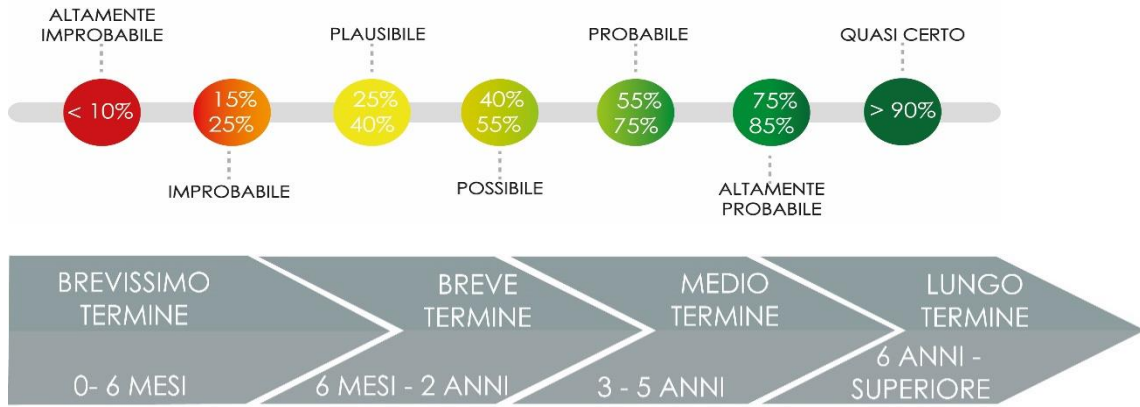 ALTAMENTE
IMPROBABILE
PLAUSIBILE
PROBABILE
QUASI CERTO
< 10%
15%
25%
25%
40%
40%
55%
55%
75%
75%
85%
> 90%
IMPROBABILE
POSSIBILE
ALTAMENTE
PROBABILE
BREVISSIMO
TERMINE
0- 6 MESI
BREVE
TERMINE
6 MESI - 2 ANNI
MEDIO
TERMINE
3 - 5 ANNI
LUNGO
TERMINE
6 ANNI -
SUPERIORE